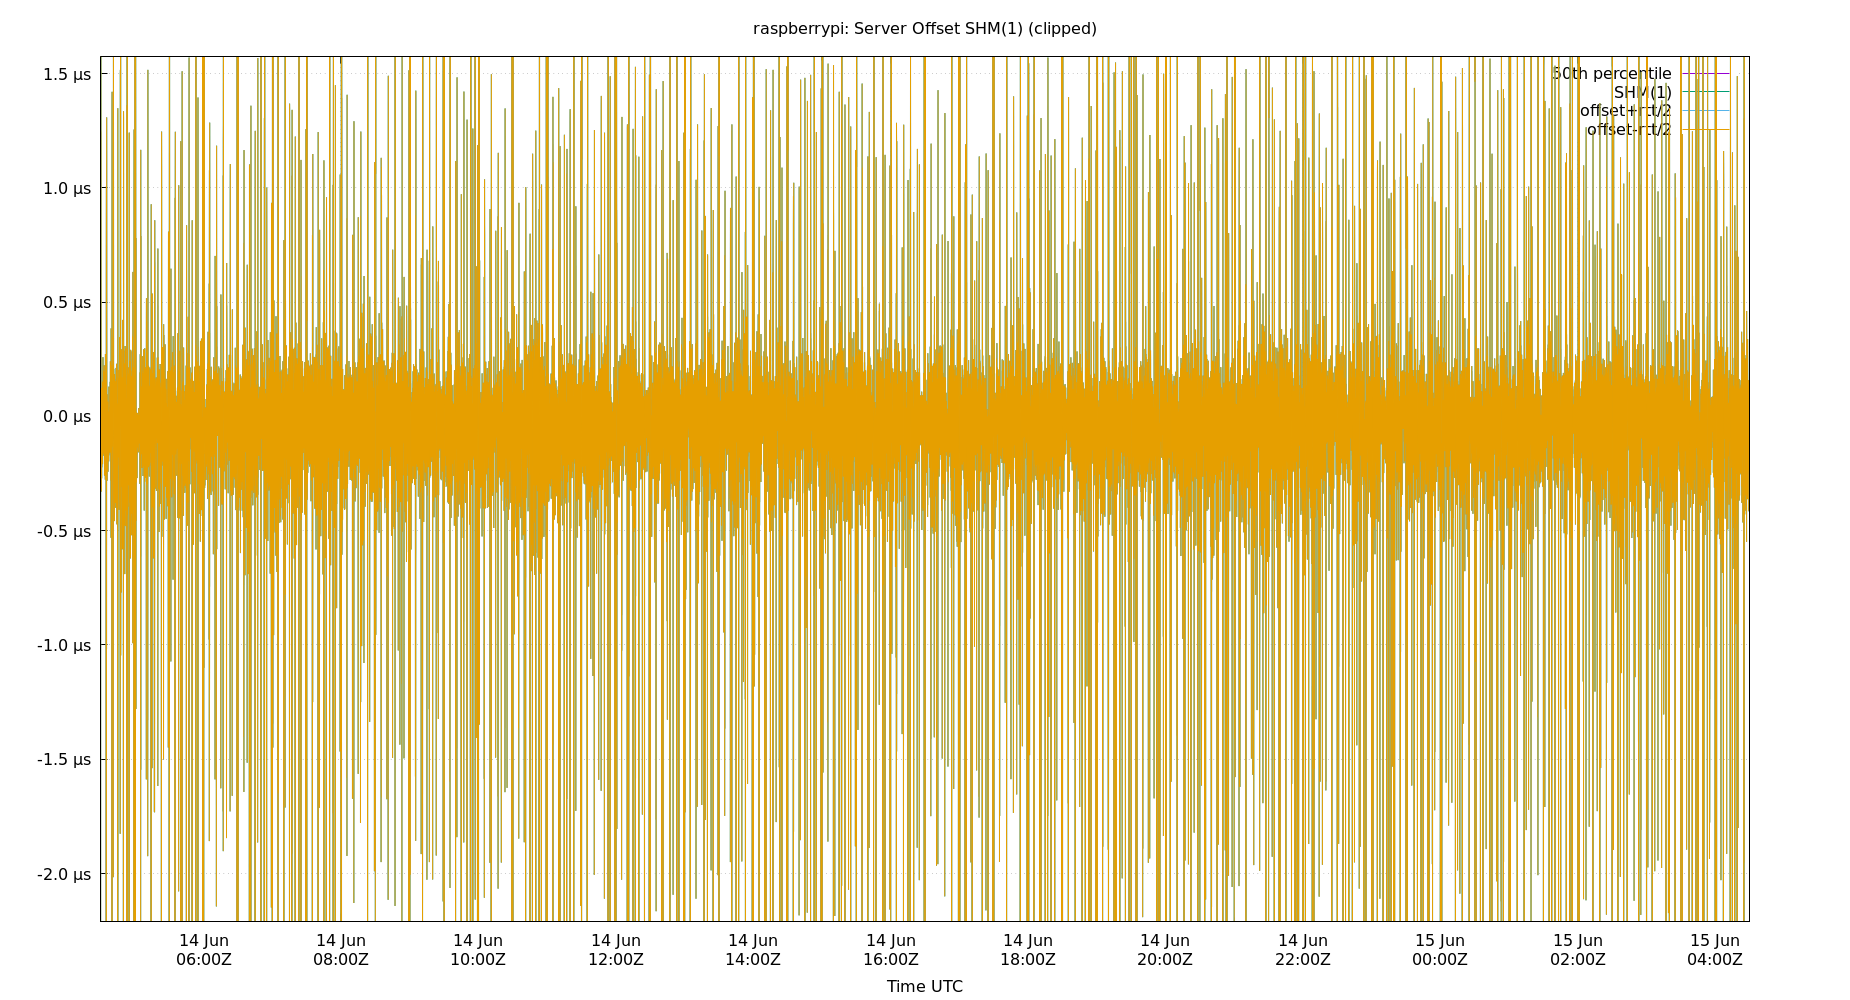 raspberrypi: Server Offset SHM(1) (clipped)
1.5 µs
1.0 µs
0.5 µs
0.0 µs
-0.5 µs
-1.0 µs
-1.5 µs
-2.0 µs
50th percentile
SHM(1)
offset+rtt/2
offset-rtt/2
14 Jun 14 Jun 14 Jun 14 Jun 14 Jun 14 Jun 14 Jun 14 Jun 14 Jun 15 Jun 15 Jun 15 Jun
06:00Z 08:00Z 10:00Z 12:00Z 14:00Z 16:00Z 18:00Z 20:00Z 22:00Z 00:00Z 02:00Z 04:00Z
Time UTC